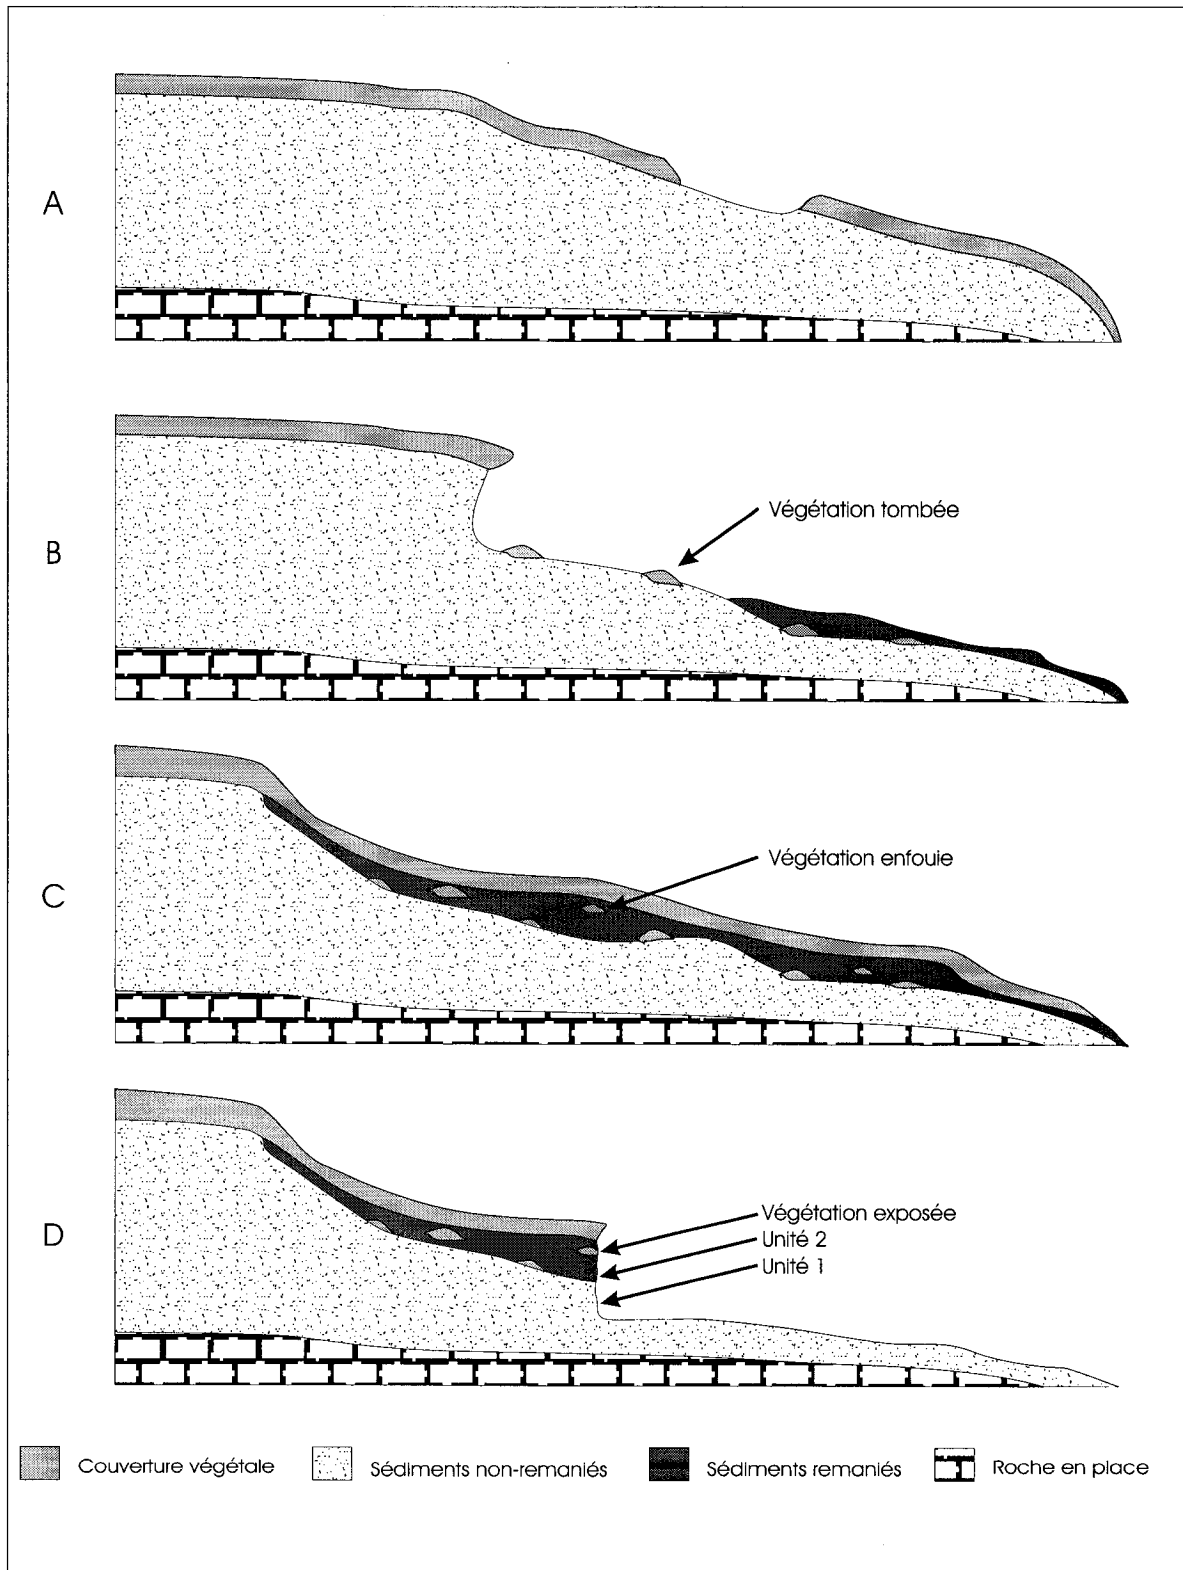 A
B
Végétation tombée
C
Végétation enfouie
D
Végétation exposée
Unité 2
Unité 1
Couverture végétale
Sédiments non-remaniés
Sédiments remaniés
Roche en place